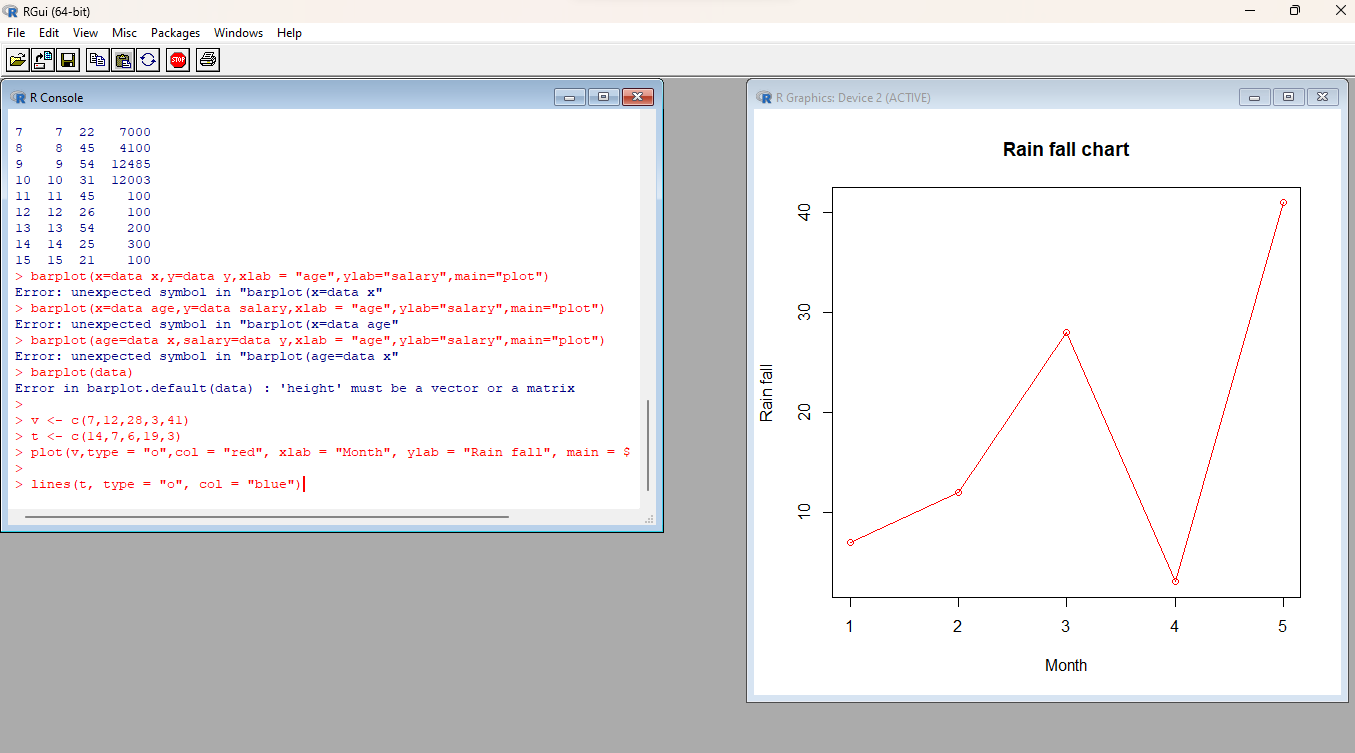 RGui (64-bit)
File Edit View Misc Packages Windows Help
STOP
R Console
7 7 22 7000
8 8 45 4100
9 9 54 12485
10 10 31 12003
11 11 45 100
12 12 26 100
13 13 54 200
14 14 25 300
15 15 21 100
> barplot(x=data x,y=data y,xlab = "age",ylab="salary",main="plot")
Error: unexpected symbol in "barplot(x=data x"
> barplot(x=data age,y=data salary,xlab = "age",ylab="salary",main="plot")
Error: unexpected symbol in "barplot(x=data age"
> barplot(age=data x,salary=data y,xlab = "age",ylab="salary",main="plot")
Error: unexpected symbol in "barplot(age=data x"
> barplot(data)
Error in barplot.default(data) : 'height' must be a vector or a matrix
>
> v <- c(7,12,28,3,41)
> t <- c(14,7,6,19,3)
> plot(v,type = "o",col = "red", xlab = "Month", ylab = "Rain fall", main = $
>
> lines(t, type = "o", col = "blue")
R Graphics: Device 2 (ACTIVE)
Rain fall chart
Rain fall
40
30
20
10
1 2 3 4 5
Month